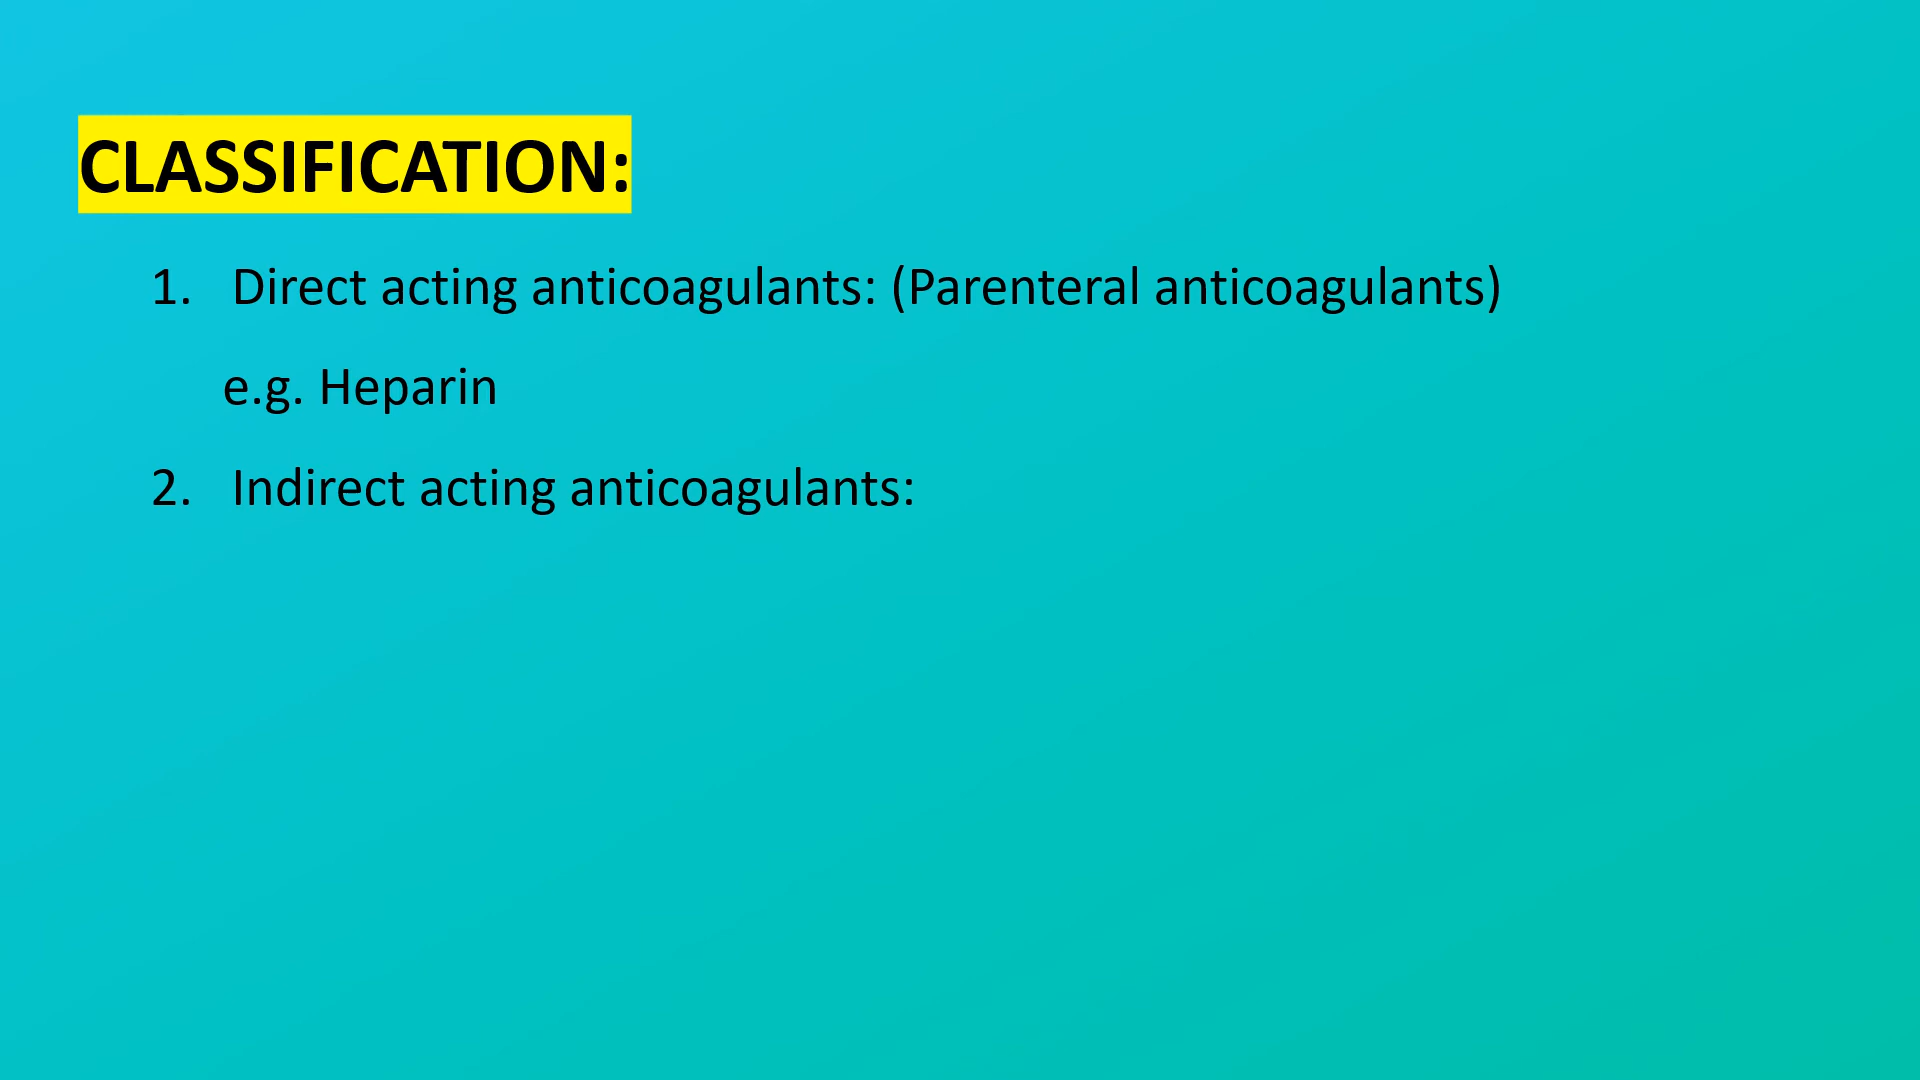 CLASSIFICATION:
1. Direct acting anticoagulants: (Parenteral anticoagulants)
e.g. Heparin
2. Indirect acting anticoagulants: